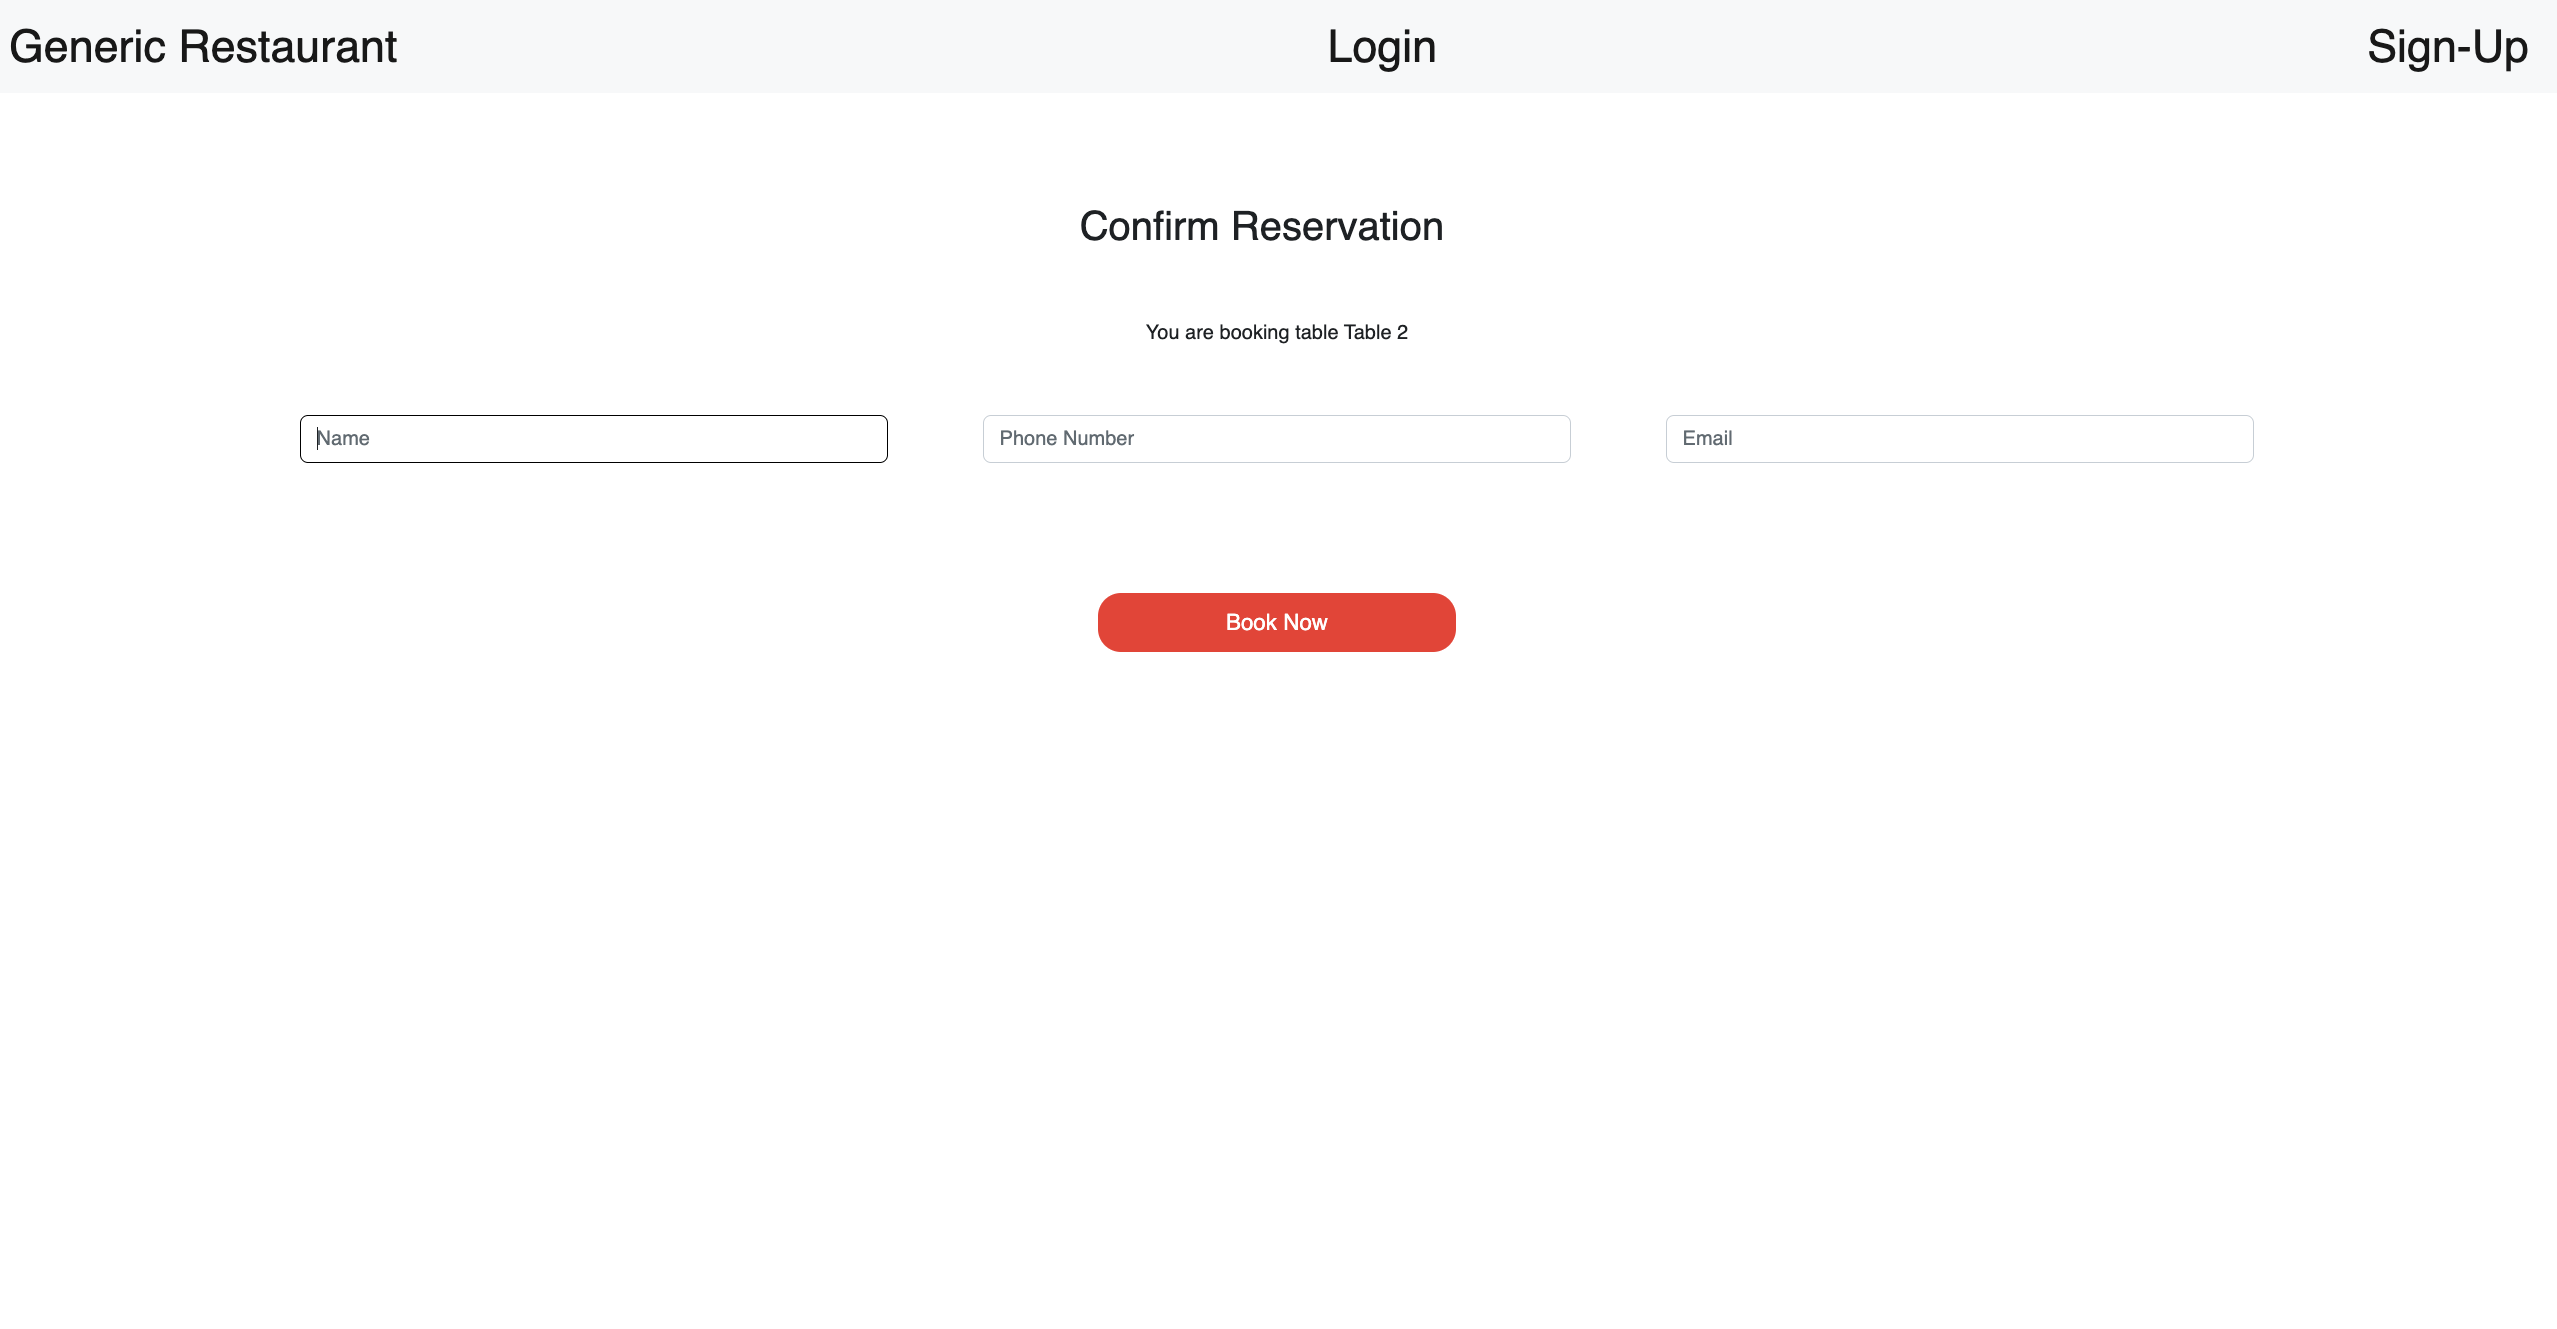 Generic Restaurant Login Sign-Up
Confirm Reservation
You are booking table Table 2
Name Phone Number Email
Book Now